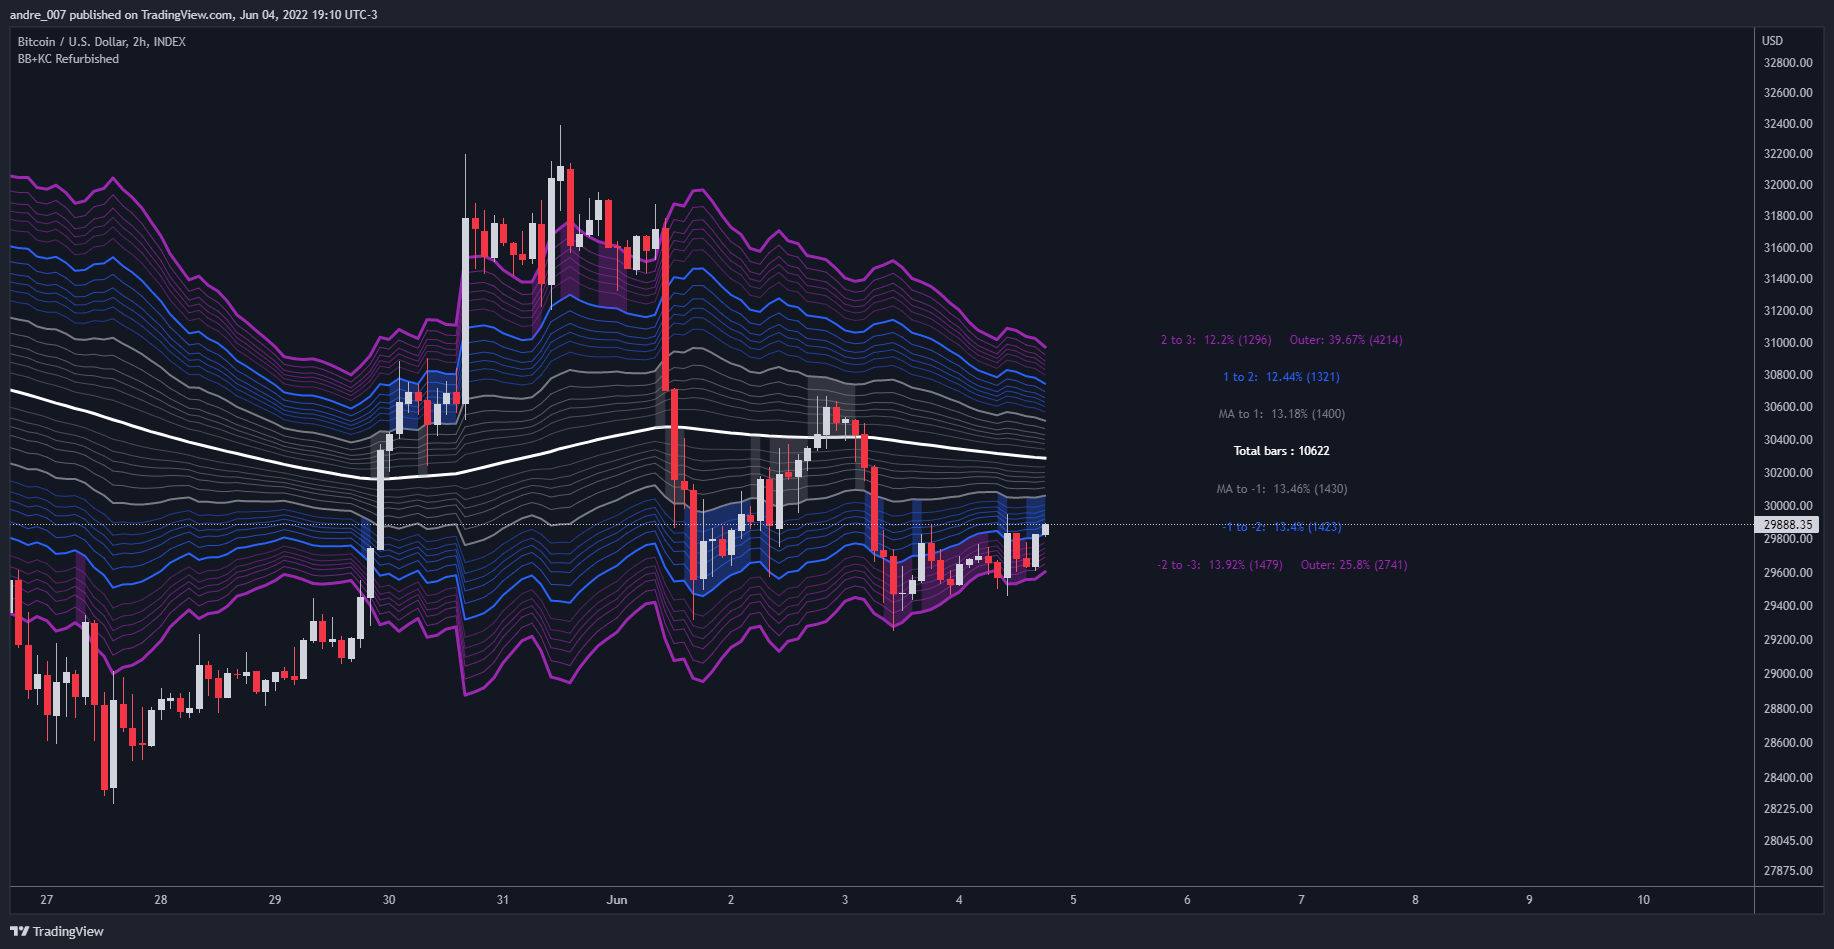 andre_007 published on TradingView.com, Jun 04, 2022 19:10 UTC-3
Bitcoin / U.S. Dollar, 2h, INDEX
BB+KC Refurbished
USD
32800.00
32600.00
32400.00
32200.00
32000.00
31800.00
31600.00
31400.00
31200.00
31000.00
30800.00
30600.00
30400.00
30200.00
30000.00
29888.35
29800.00
29600.00
29400.00
29200.00
29000.00
28800.00
28600.00
28400.00
28225.00
28045.00
27875.00
2 to 3: 12.2% (1296) Outer: 39.67% (4214)
1 to 2: 12.44% (1321)
MA to 1: 13.18% (1400)
Total bars : 10622
MA to -1: 13.46% (1430)
-1 to -2: 13.4% (1423)
-2 to -3: 13.92% (1479) Outer: 25.8% (2741)
27 28 29 30 31 Jun 2 3 4 5 6 7 8 9 10
TradingView